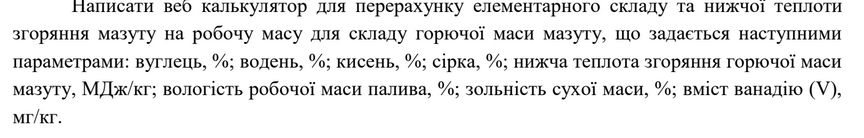 Написати веб калькулятор для перерахунку елементарного складу та нижчої теплоти
згоряння мазуту на робочу масу для складу горючої маси мазуту, що задається наступними
параметрами: вуглець, %; водень, %; кисень, %; сірка, %; нижча теплота згоряння горючої маси
мазуту, МДж/кг; вологість робочої маси палива, %; зольність сухої маси, %; вміст ванадію (V),
мг/кг.